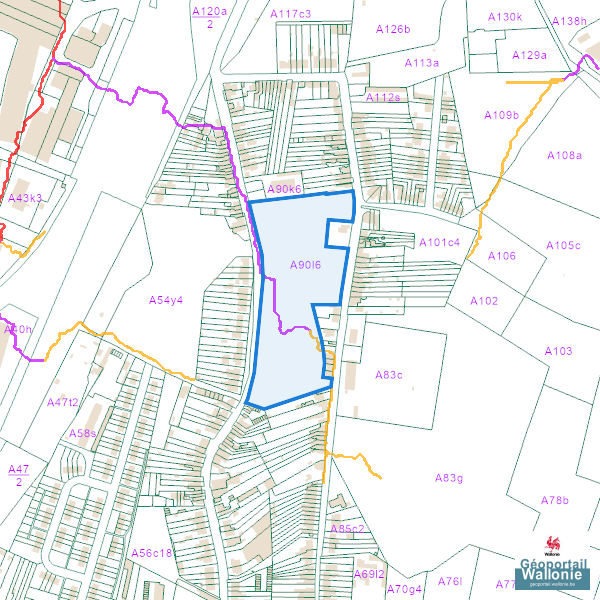 A120a
2
A117c3
A126b
A130k
A138h
A129a
A113a
A112s
A109b
A108a
A43k3
A90k6
A101c4
A105c
A106
A90l6
A54y4
A102
A40h
A103
A83c
A47t2
A58s
A47
2
A83g
A78b
A85c2
A56c18
A69l2
A70g4
A76l
A77
Wallonie
Géoportail
Wallonie
geoportail.wallonie.be